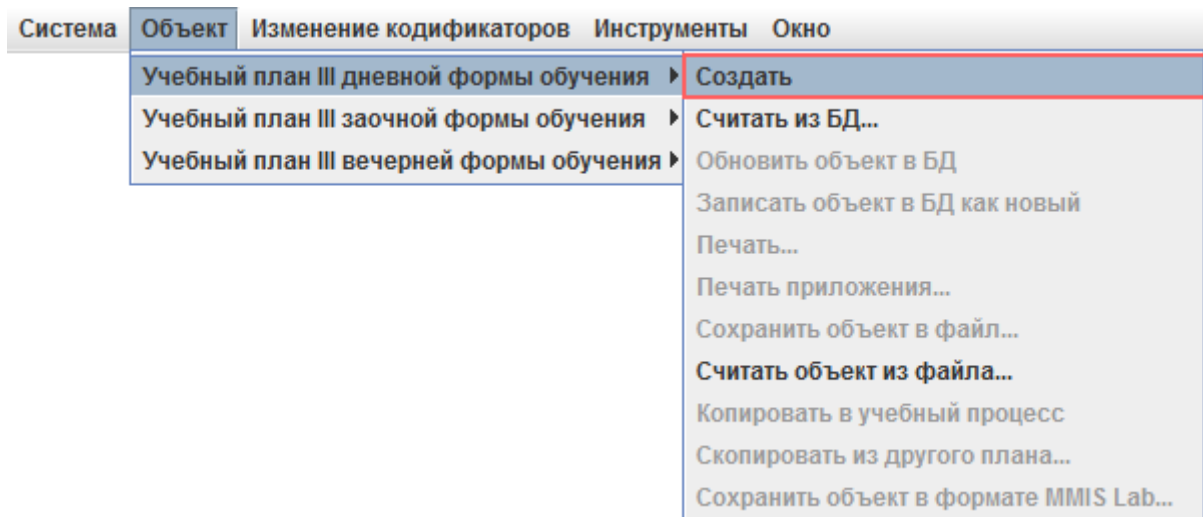 Система Объект Изменение кодификаторов Инструменты Окно
Учебный план III дневной формы обучения
Учебный план III заочной формы обучения
Учебный план III вечерней формы обучения
Создать
Считать из БД...
Обновить объект в БД
Записать объект в БД как новый
Печать...
Печать приложения...
Сохранить объект в файл...
Считать объект из файла...
Копировать в учебный процесс
Скопировать из другого плана...
Сохранить объект в формате MMIS Lab...